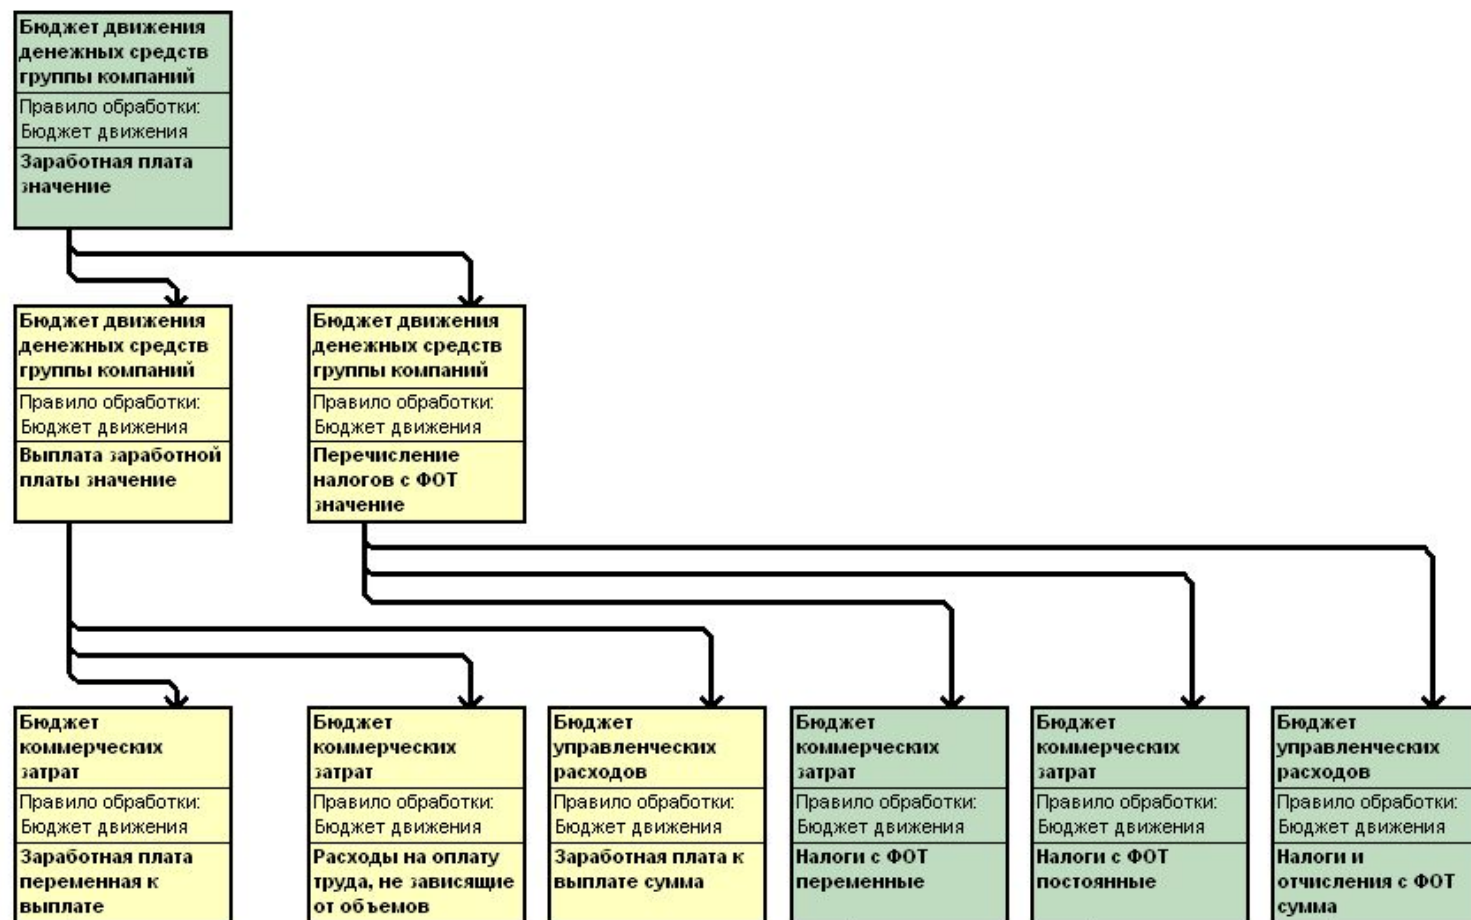 Бюджет движения
денежных средств
группы компаний
Правило обработки:
Бюджет движения
Заработная плата
значение
Бюджет движения
денежных средств
группы компаний
Правило обработки:
Бюджет движения
Выплата заработной
платы значение
Бюджет движения
денежных средств
группы компаний
Правило обработки:
Бюджет движения
Перечисление
налогов с ФОТ
значение
Бюджет
коммерческих
затрат
Правило обработки:
Бюджет движения
Заработная плата
переменная к
выплате
Бюджет
коммерческих
затрат
Правило обработки:
Бюджет движения
Расходы на оплату
труда, не зависящие
от объемов
Бюджет
управленческих
расходов
Правило обработки:
Бюджет движения
Заработная плата к
выплате сумма
Бюджет
коммерческих
затрат
Правило обработки:
Бюджет движения
Налоги с ФОТ
переменные
Бюджет
коммерческих
затрат
Правило обработки:
Бюджет движения
Налоги с ФОТ
постоянные
Бюджет
управленческих
расходов
Правило обработки:
Бюджет движения
Налоги и
отчисления с ФОТ
сумма